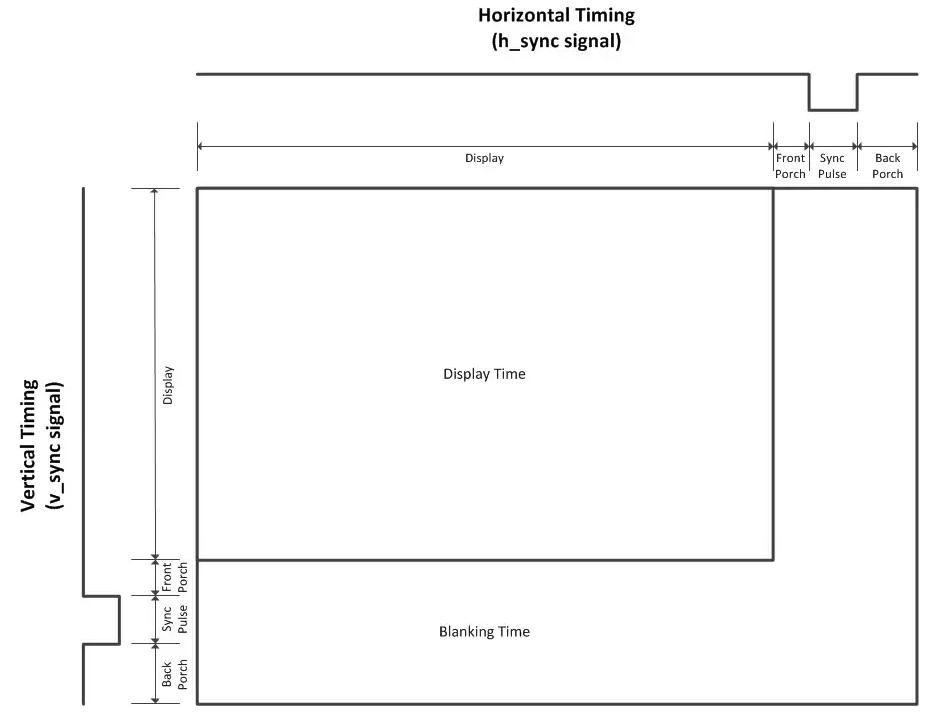 Horizontal Timing
(h_sync signal)
Display
Front
Porch
Sync
Pulse
Back
Porch
Vertical Timing
(v_sync signal)
Display
Front
Porch
Sync
Pulse
Back
Porch
Display Time
Blanking Time